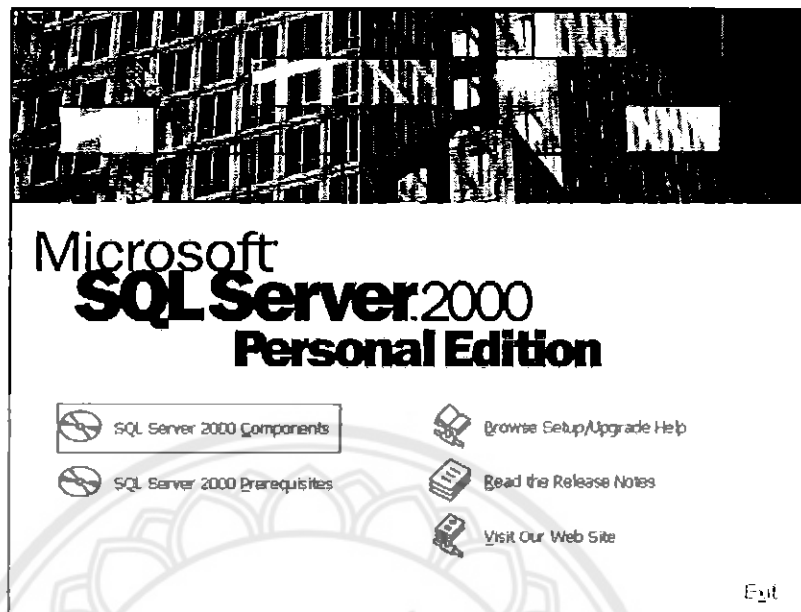 Microsoft
SQL Server 2000
Personal Edition
SQL Server 2000 Components
SQL Server 2000 Prerequisites
Browse Setup/Upgrade Help
Read the Release Notes
Visit Our Web Site
Exit